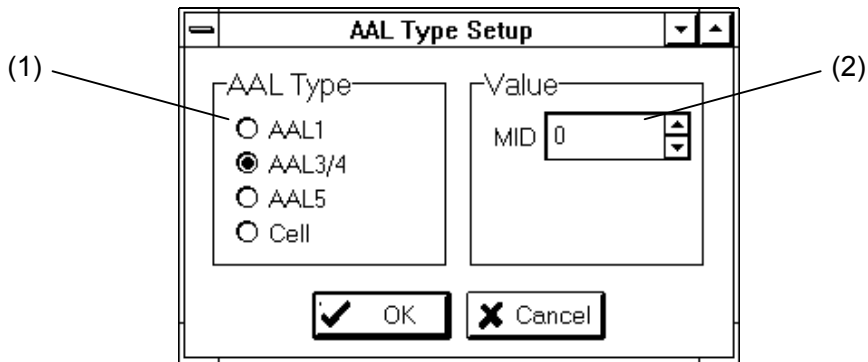 AAL Type Setup
(1)
(2)
AAL Type
Value
AAL1
MID 0
AAL3/4
AAL5
Cell
OK
Cancel